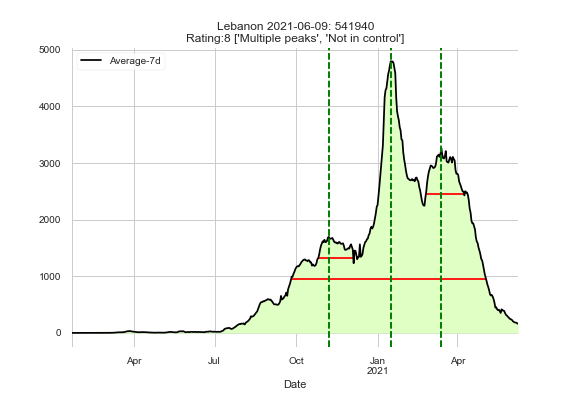 Lebanon 2021-06-09: 541940
Rating:8 ['Multiple peaks', 'Not in control']
Average-7d
5000
4000
3000
2000
1000
0
Apr
Jul
Oct
Jan
2021
Apr
Date